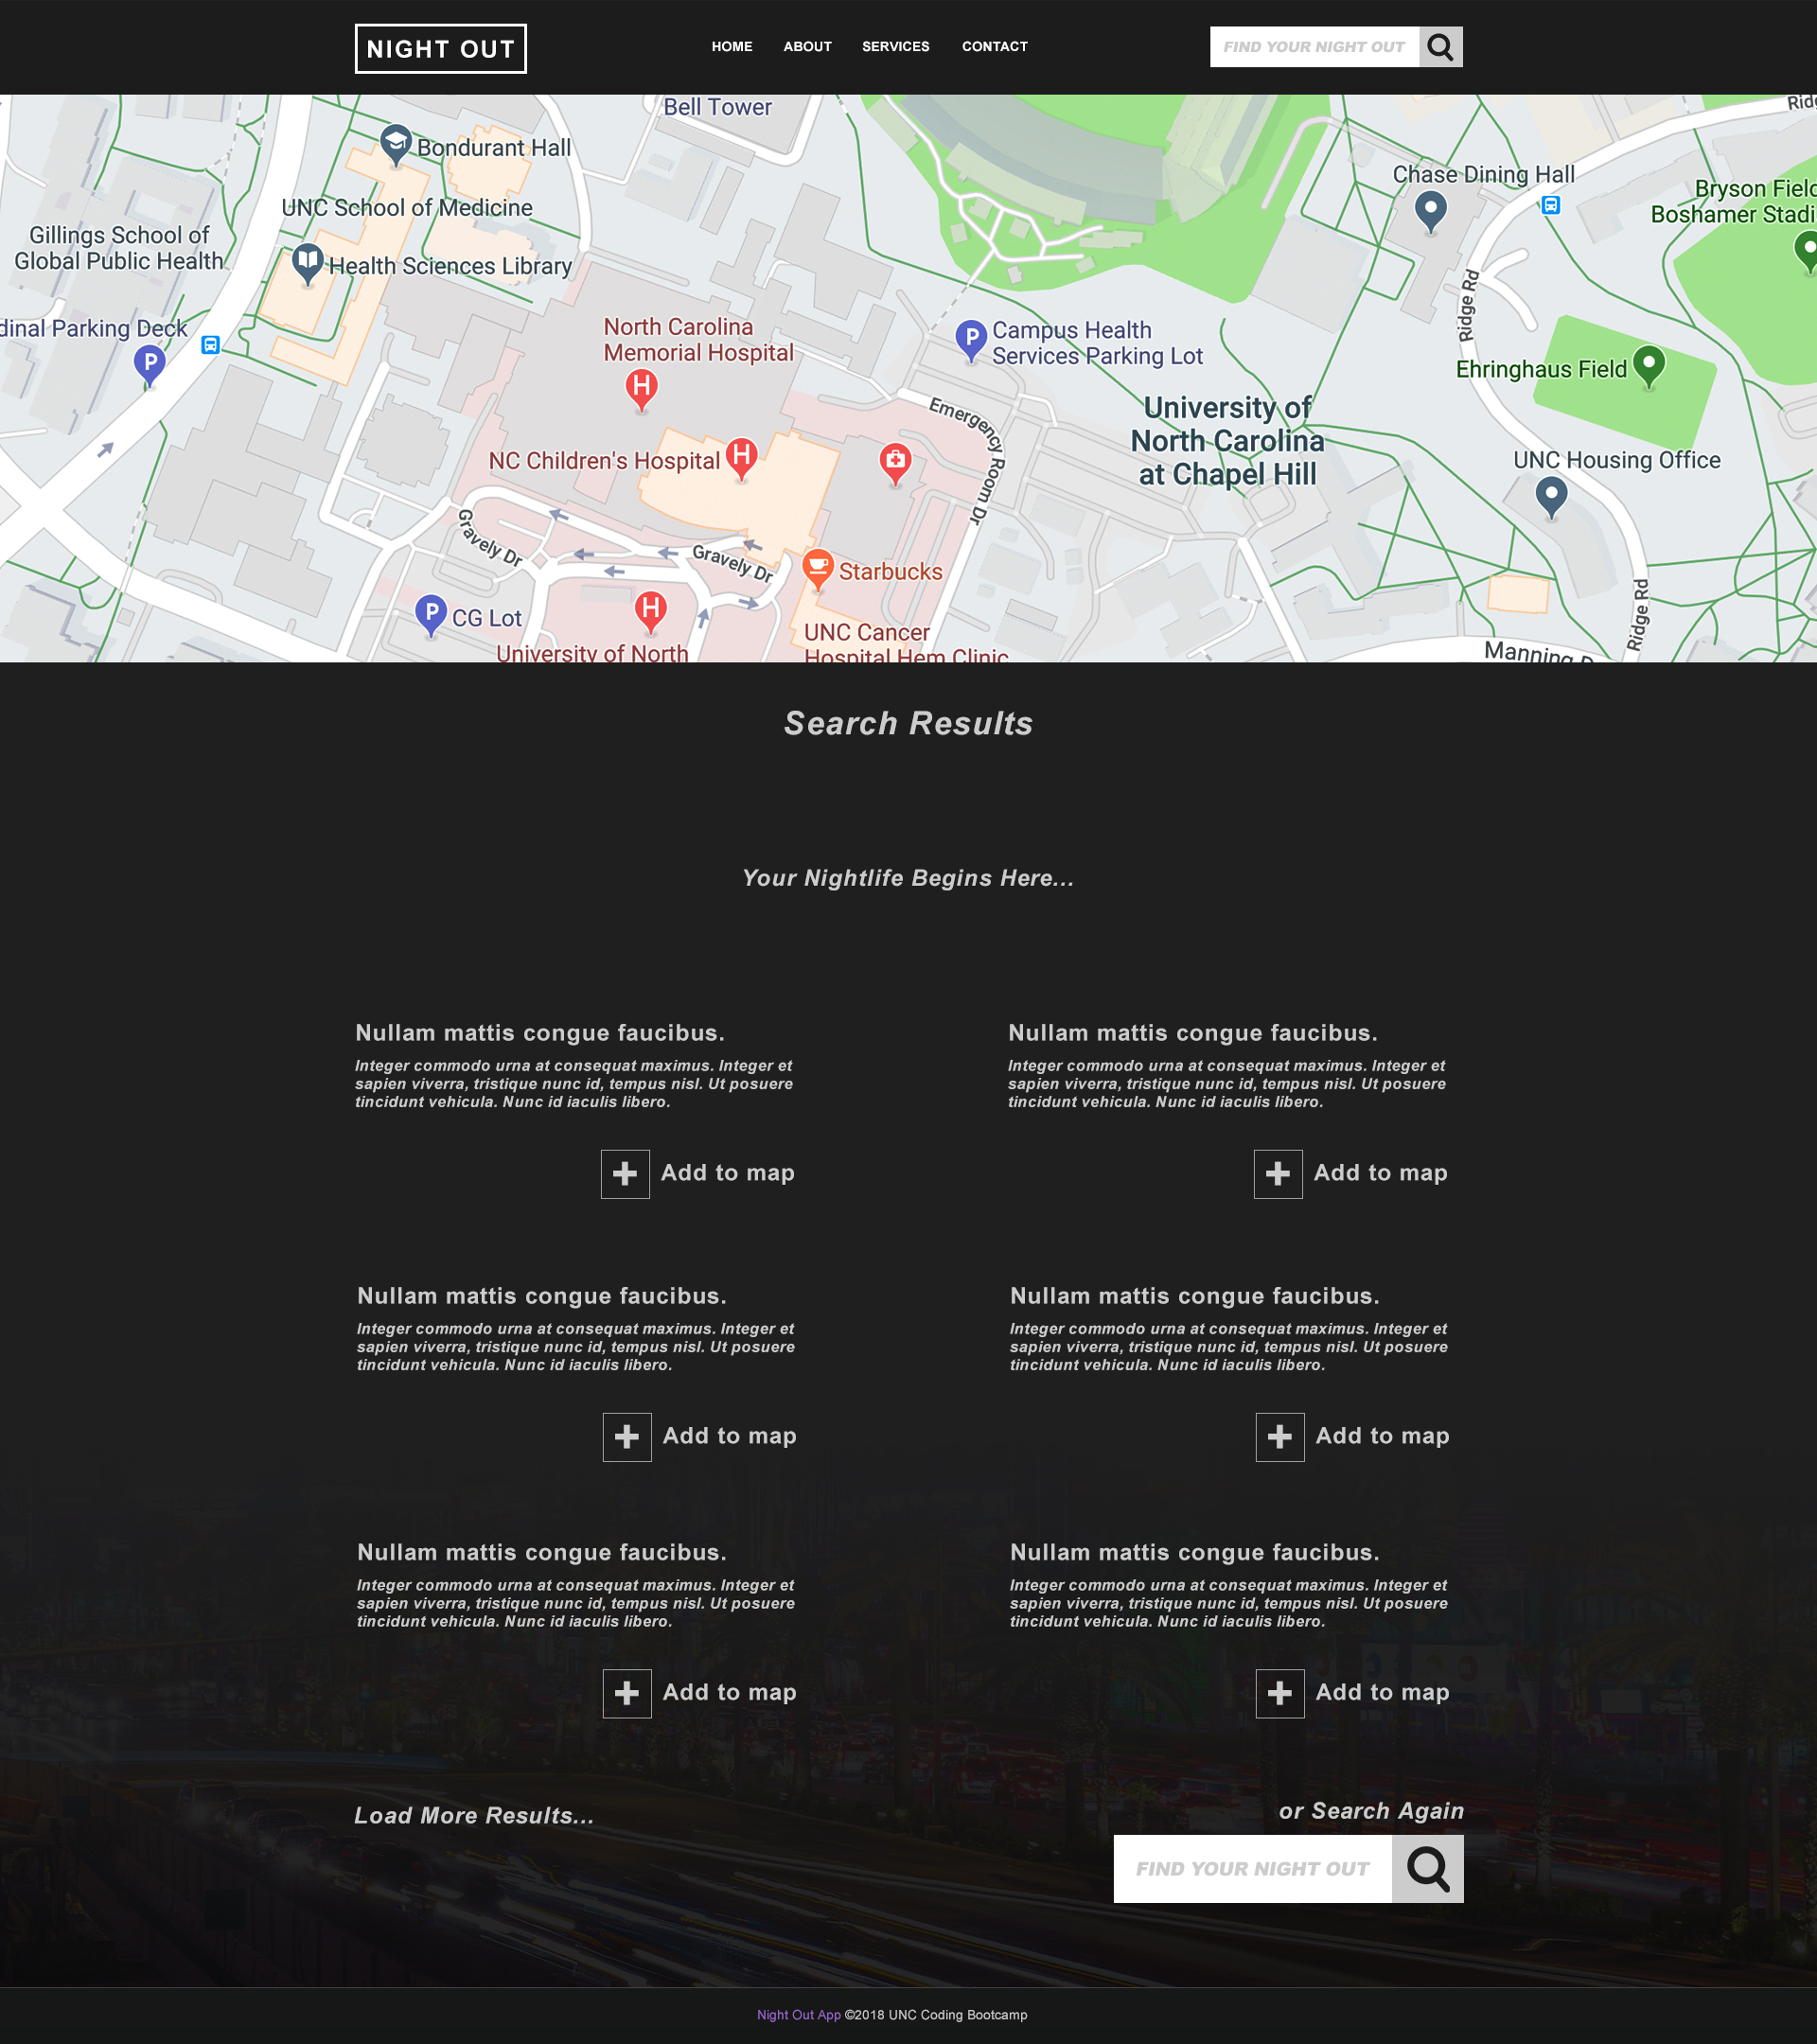 NIGHT OUT
HOME ABOUT SERVICES CONTACT
FIND YOUR NIGHT OUT
Bell Tower
Ridg
Bondurant Hall
Chase Dining Hall
Bryson Field
Boshamer Stadi
UNC School of Medicine
Gillings School of
Global Public Health
Health Sciences Library
Ridge Rd
dinal Parking Deck
P
North Carolina
Memorial Hospital
H
P
Campus Health
Services Parking Lot
Ehringhaus Field
Emergency Room Dr
University of
North Carolina
at Chapel Hill
NC Children's Hospital
H
UNC Housing Office
Gravely Dr
Gravely Dr
Starbucks
P
CG Lot
H
Ridge Rd
University of North
UNC Cancer
Hospital Hem Clinic
Manning D
Search Results
Your Nightlife Begins Here...
Nullam mattis congue faucibus.
Integer commodo urna at consequat maximus. Integer et
sapien viverra, tristique nunc id, tempus nisl. Ut posuere
tincidunt vehicula. Nunc id iaculis libero.
Add to map
Nullam mattis congue faucibus.
Integer commodo urna at consequat maximus. Integer et
sapien viverra, tristique nunc id, tempus nisl. Ut posuere
tincidunt vehicula. Nunc id iaculis libero.
Add to map
Nullam mattis congue faucibus.
Integer commodo urna at consequat maximus. Integer et
sapien viverra, tristique nunc id, tempus nisl. Ut posuere
tincidunt vehicula. Nunc id iaculis libero.
Add to map
Nullam mattis congue faucibus.
Integer commodo urna at consequat maximus. Integer et
sapien viverra, tristique nunc id, tempus nisl. Ut posuere
tincidunt vehicula. Nunc id iaculis libero.
Add to map
Nullam mattis congue faucibus.
Integer commodo urna at consequat maximus. Integer et
sapien viverra, tristique nunc id, tempus nisl. Ut posuere
tincidunt vehicula. Nunc id iaculis libero.
Add to map
Nullam mattis congue faucibus.
Integer commodo urna at consequat maximus. Integer et
sapien viverra, tristique nunc id, tempus nisl. Ut posuere
tincidunt vehicula. Nunc id iaculis libero.
Add to map
Load More Results...
or Search Again
FIND YOUR NIGHT OUT
Night Out App ©2018 UNC Coding Bootcamp